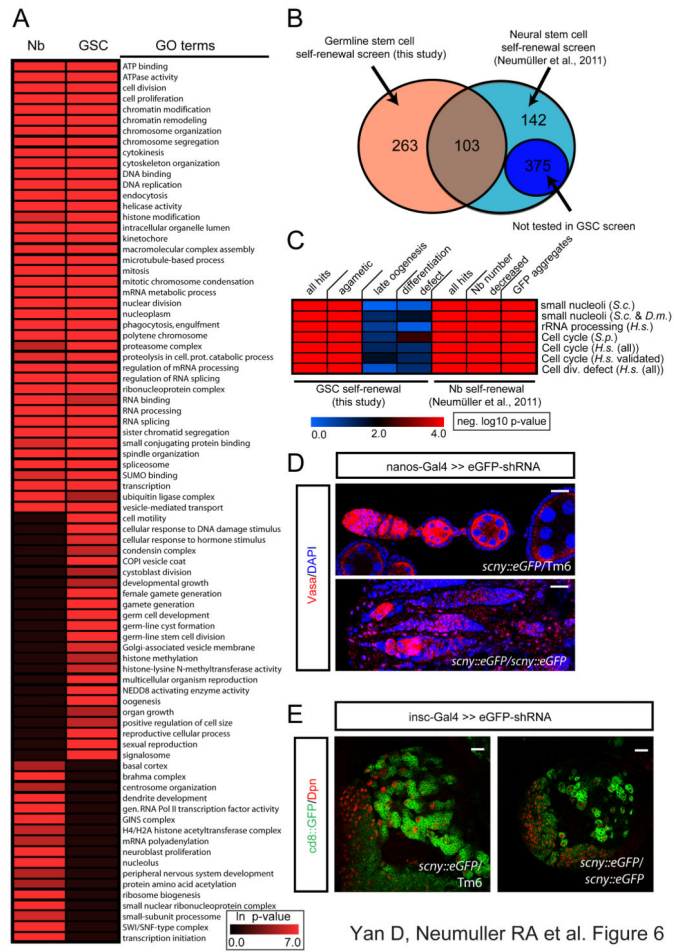 A
Nb GSC GO terms
ATP binding
ATPase activity
cell division
cell proliferation
chromatin modification
chromatin remodeling
chromosome organization
chromosome segregation
cytokinesis
cytoskeleton organization
DNA binding
DNA replication
endocytosis
helicase activity
histone modification
intracellular organelle lumen
kinetochore
macromolecular complex assembly
microtubule-based process
mitosis
mitotic chromosome condensation
mRNA metabolic process
nuclear division
nucleoplasm
phagocytosis, engulfment
polytene chromosome
proteasome complex
proteolysis in cell. prot. catabolic process
regulation of mRNA processing
regulation of RNA splicing
ribonucleoprotein complex
RNA binding
RNA processing
RNA splicing
sister chromatid segregation
small conjugating protein binding
spindle organization
spliceosome
SUMO binding
transcription
ubiquitin ligase complex
vesicle-mediated transport
cell motility
cellular response to DNA damage stimulus
cellular response to hormone stimulus
condensin complex
COPI vesicle coat
cystoblast division
developmental growth
female gamete generation
gamete generation
germ cell development
germ-line cyst formation
germ-line stem cell division
Golgi-associated vesicle membrane
histone methylation
histone-lysine N-methyltransferase activity
multicellular organism reproduction
NEDD8 activating enzyme activity
oogenesis
organ growth
positive regulation of cell size
reproductive cellular process
sexual reproduction
signalosome
basal cortex
brahma complex
centrosome organization
dendrite development
gen. RNA Pol II transcription factor activity
GINS complex
H4/H2A histone acetyltransferase complex
mRNA polyadenylation
neuroblast proliferation
nucleolus
peripheral nervous system development
protein amino acid acetylation
ribosome biogenesis
small nuclear ribonucleoprotein complex
small-subunit processome
SWI/SNF-type complex
transcription initiation
ln p-value
0.0 7.0
B
Germline stem cell
self-renewal screen (this study)
Neural stem cell
self-renewal screen
(Neumüller et al., 2011)
263
103
142
375
Not tested in GSC screen
C
all hits
agametic
late oogenesis
differentiation
defect
all hits
Nb number
decreased
GFP aggregates
small nucleoli (S.c.)
small nucleoli (S.c. & D.m.)
rRNA processing (H.s.)
Cell cycle (S.p.)
Cell cycle (H.s. (all))
Cell cycle (H.s. validated)
Cell div. defect (H.s. (all))
GSC self-renewal
(this study)
Nb self-renewal
(Neumüller et al., 2011)
0.0 2.0 4.0
neg. log10 p-value
D
nanos-Gal4 >> eGFP-shRNA
Vasa/DAPI
scny::eGFP/Tm6
scny::eGFP/scny::eGFP
E
insc-Gal4 >> eGFP-shRNA
cd8::GFP/Dpn
scny::eGFP/
Tm6
scny::eGFP/
scny::eGFP
Yan D, Neumuller RA et al. Figure 6